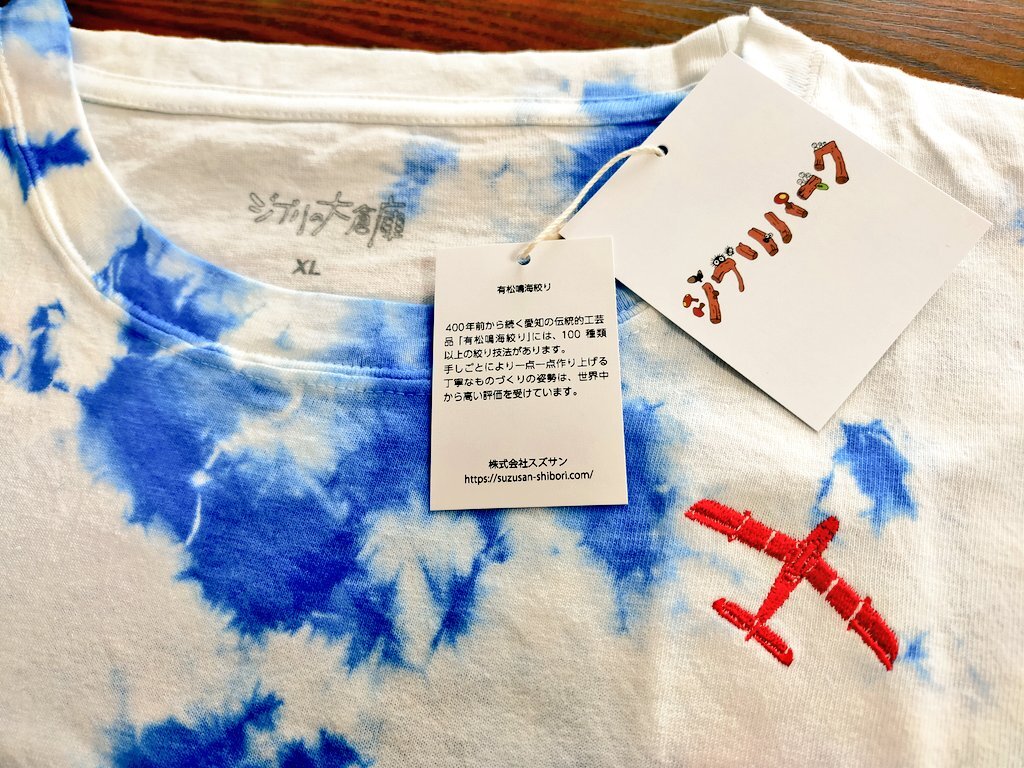 ジブリの大倉庫
XL
ジブリパーク
有松鳴海絞り
400年前から続く愛知の伝統的工芸
品「有松鳴海絞り」には、100 種類
以上の絞り技法があります。
手しごとにより一点一点作り上げる
丁寧なものづくりの姿勢は、世界中
から高い評価を受けています。
株式会社スズサン
https://suzusan-shibori.com/